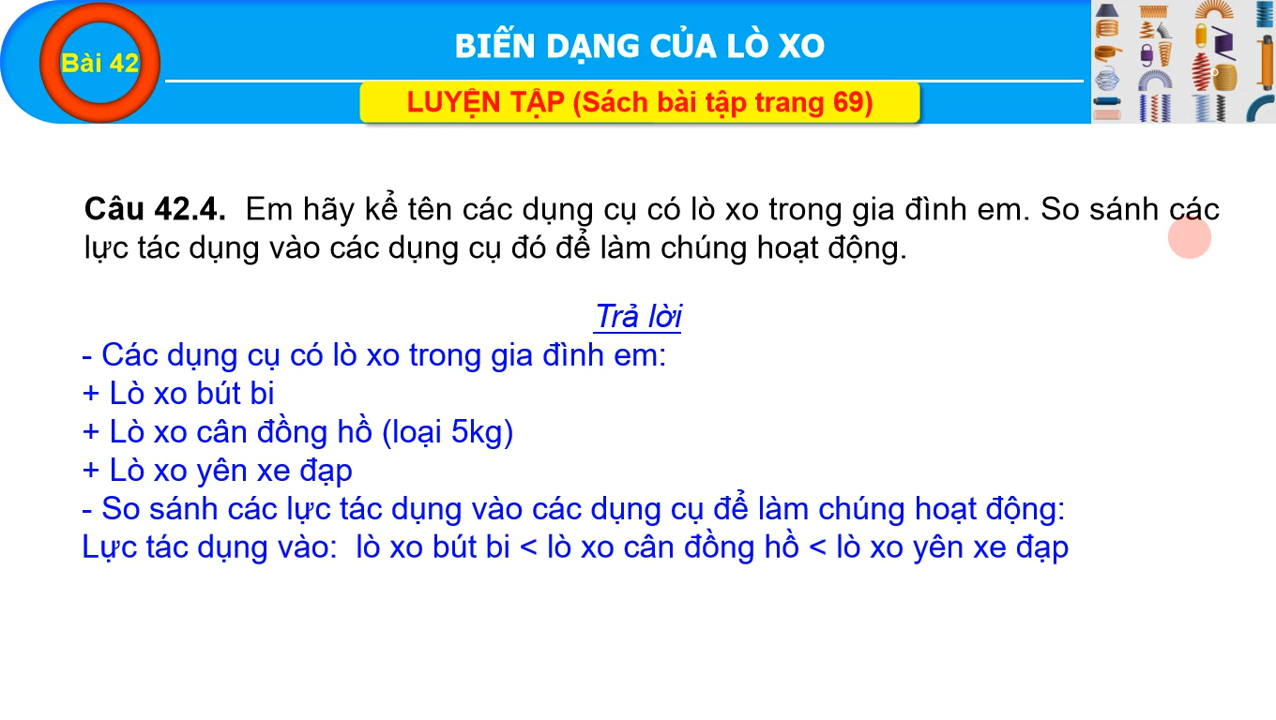 Bài 42
BIẾN DẠNG CỦA LÒ XO
LUYỆN TẬP (Sách bài tập trang 69)
Câu 42.4. Em hãy kể tên các dụng cụ có lò xo trong gia đình em. So sánh các
lực tác dụng vào các dụng cụ đó để làm chúng hoạt động.
Trả lời
- Các dụng cụ có lò xo trong gia đình em:
+ Lò xo bút bi
+ Lò xo cân đồng hồ (loại 5kg)
+ Lò xo yên xe đạp
- So sánh các lực tác dụng vào các dụng cụ để làm chúng hoạt động:
Lực tác dụng vào: lò xo bút bi < lò xo cân đồng hồ < lò xo yên xe đạp